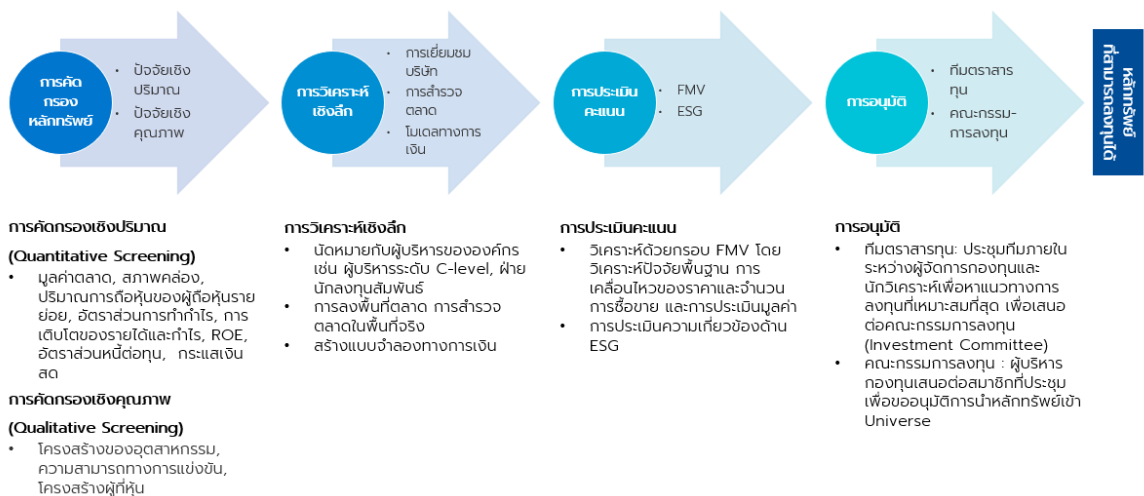 การคัด
กรอง
หลักทรัพย์
• ปัจจัยเชิง
ปริมาณ
• ปัจจัยเชิง
คุณภาพ
การวิเคราะห์
เชิงลึก
• การเยี่ยมชม
บริษัท
• การสำรวจ
ตลาด
• โมเดลทางการ
เงิน
การประเมิน
คะแนน
• FMV
• ESG
การอนุมัติ
• ทีมตราสาร
ทุน
• คณะกรรม-
การลงทุน
หลักทรัพย์
ที่สามารถลงทุนได้
การคัดกรองเชิงปริมาณ
(Quantitative Screening)
• มูลค่าตลาด, สภาพคล่อง,
ปริมาณการถือหุ้นของผู้ถือหุ้นราย
ย่อย, อัตราส่วนการทำกำไร, การ
เติบโตของรายได้และกำไร, ROE,
อัตราส่วนหนี้ต่อทุน, กระแสเงิน
สด
การคัดกรองเชิงคุณภาพ
(Qualitative Screening)
• โครงสร้างของอุตสาหกรรม,
ความสามารถทางการแข่งขัน,
โครงสร้างผู้ที่หุ้น
การวิเคราะห์เชิงลึก
• นัดหมายกับผู้บริหารขององค์กร
เช่น ผู้บริหารระดับ C-level, ฝ่าย
นักลงทุนสัมพันธ์
• การลงพื้นที่ตลาด การสำรวจ
ตลาดในพื้นที่จริง
• สร้างแบบจำลองทางการเงิน
การประเมินคะแนน
• วิเคราะห์ด้วยกรอบ FMV โดย
วิเคราะห์ปัจจัยพื้นฐาน การ
เคลื่อนไหวของราคาและจำนวน
การซื้อขาย และการประเมินมูลค่า
• การประเมินความเกี่ยวข้องด้าน
ESG
การอนุมัติ
• ทีมตราสารทุน: ประชุมทีมภายใน
ระหว่างผู้จัดการกองทุนและ
นักวิเคราะห์เพื่อหาแนวทางการ
ลงทุนที่เหมาะสมที่สุด เพื่อเสนอ
ต่อคณะกรรมการลงทุน
(Investment Committee)
• คณะกรรมการลงทุน : ผู้บริหาร
กองทุนเสนอต่อสมาชิกที่ประชุม
เพื่อขออนุมัติการนำหลักทรัพย์เข้า
Universe